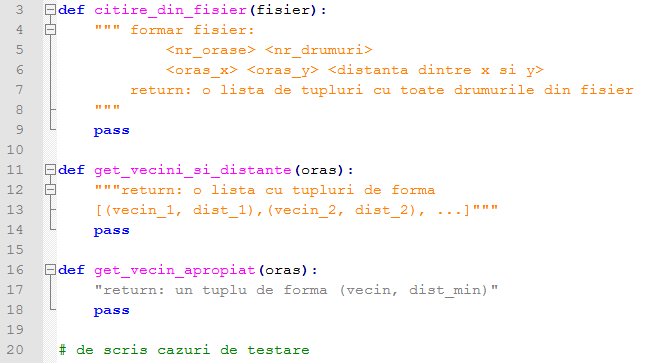 3 def citire_din_fisier(fisier):
4     """ formar fisier:
5             <nr_orase> <nr_drumuri>
6             <oras_x> <oras_y> <distanta dintre x si y>
7         return: o lista de tupluri cu toate drumurile din fisier
8     """
9     pass
10
11 def get_vecini_si_distante(oras):
12     """return: o lista cu tupluri de forma
13     [(vecin_1, dist_1),(vecin_2, dist_2), ...]"""
14     pass
15
16 def get_vecin_apropiat(oras):
17     "return: un tuplu de forma (vecin, dist_min)"
18     pass
19
20 # de scris cazuri de testare